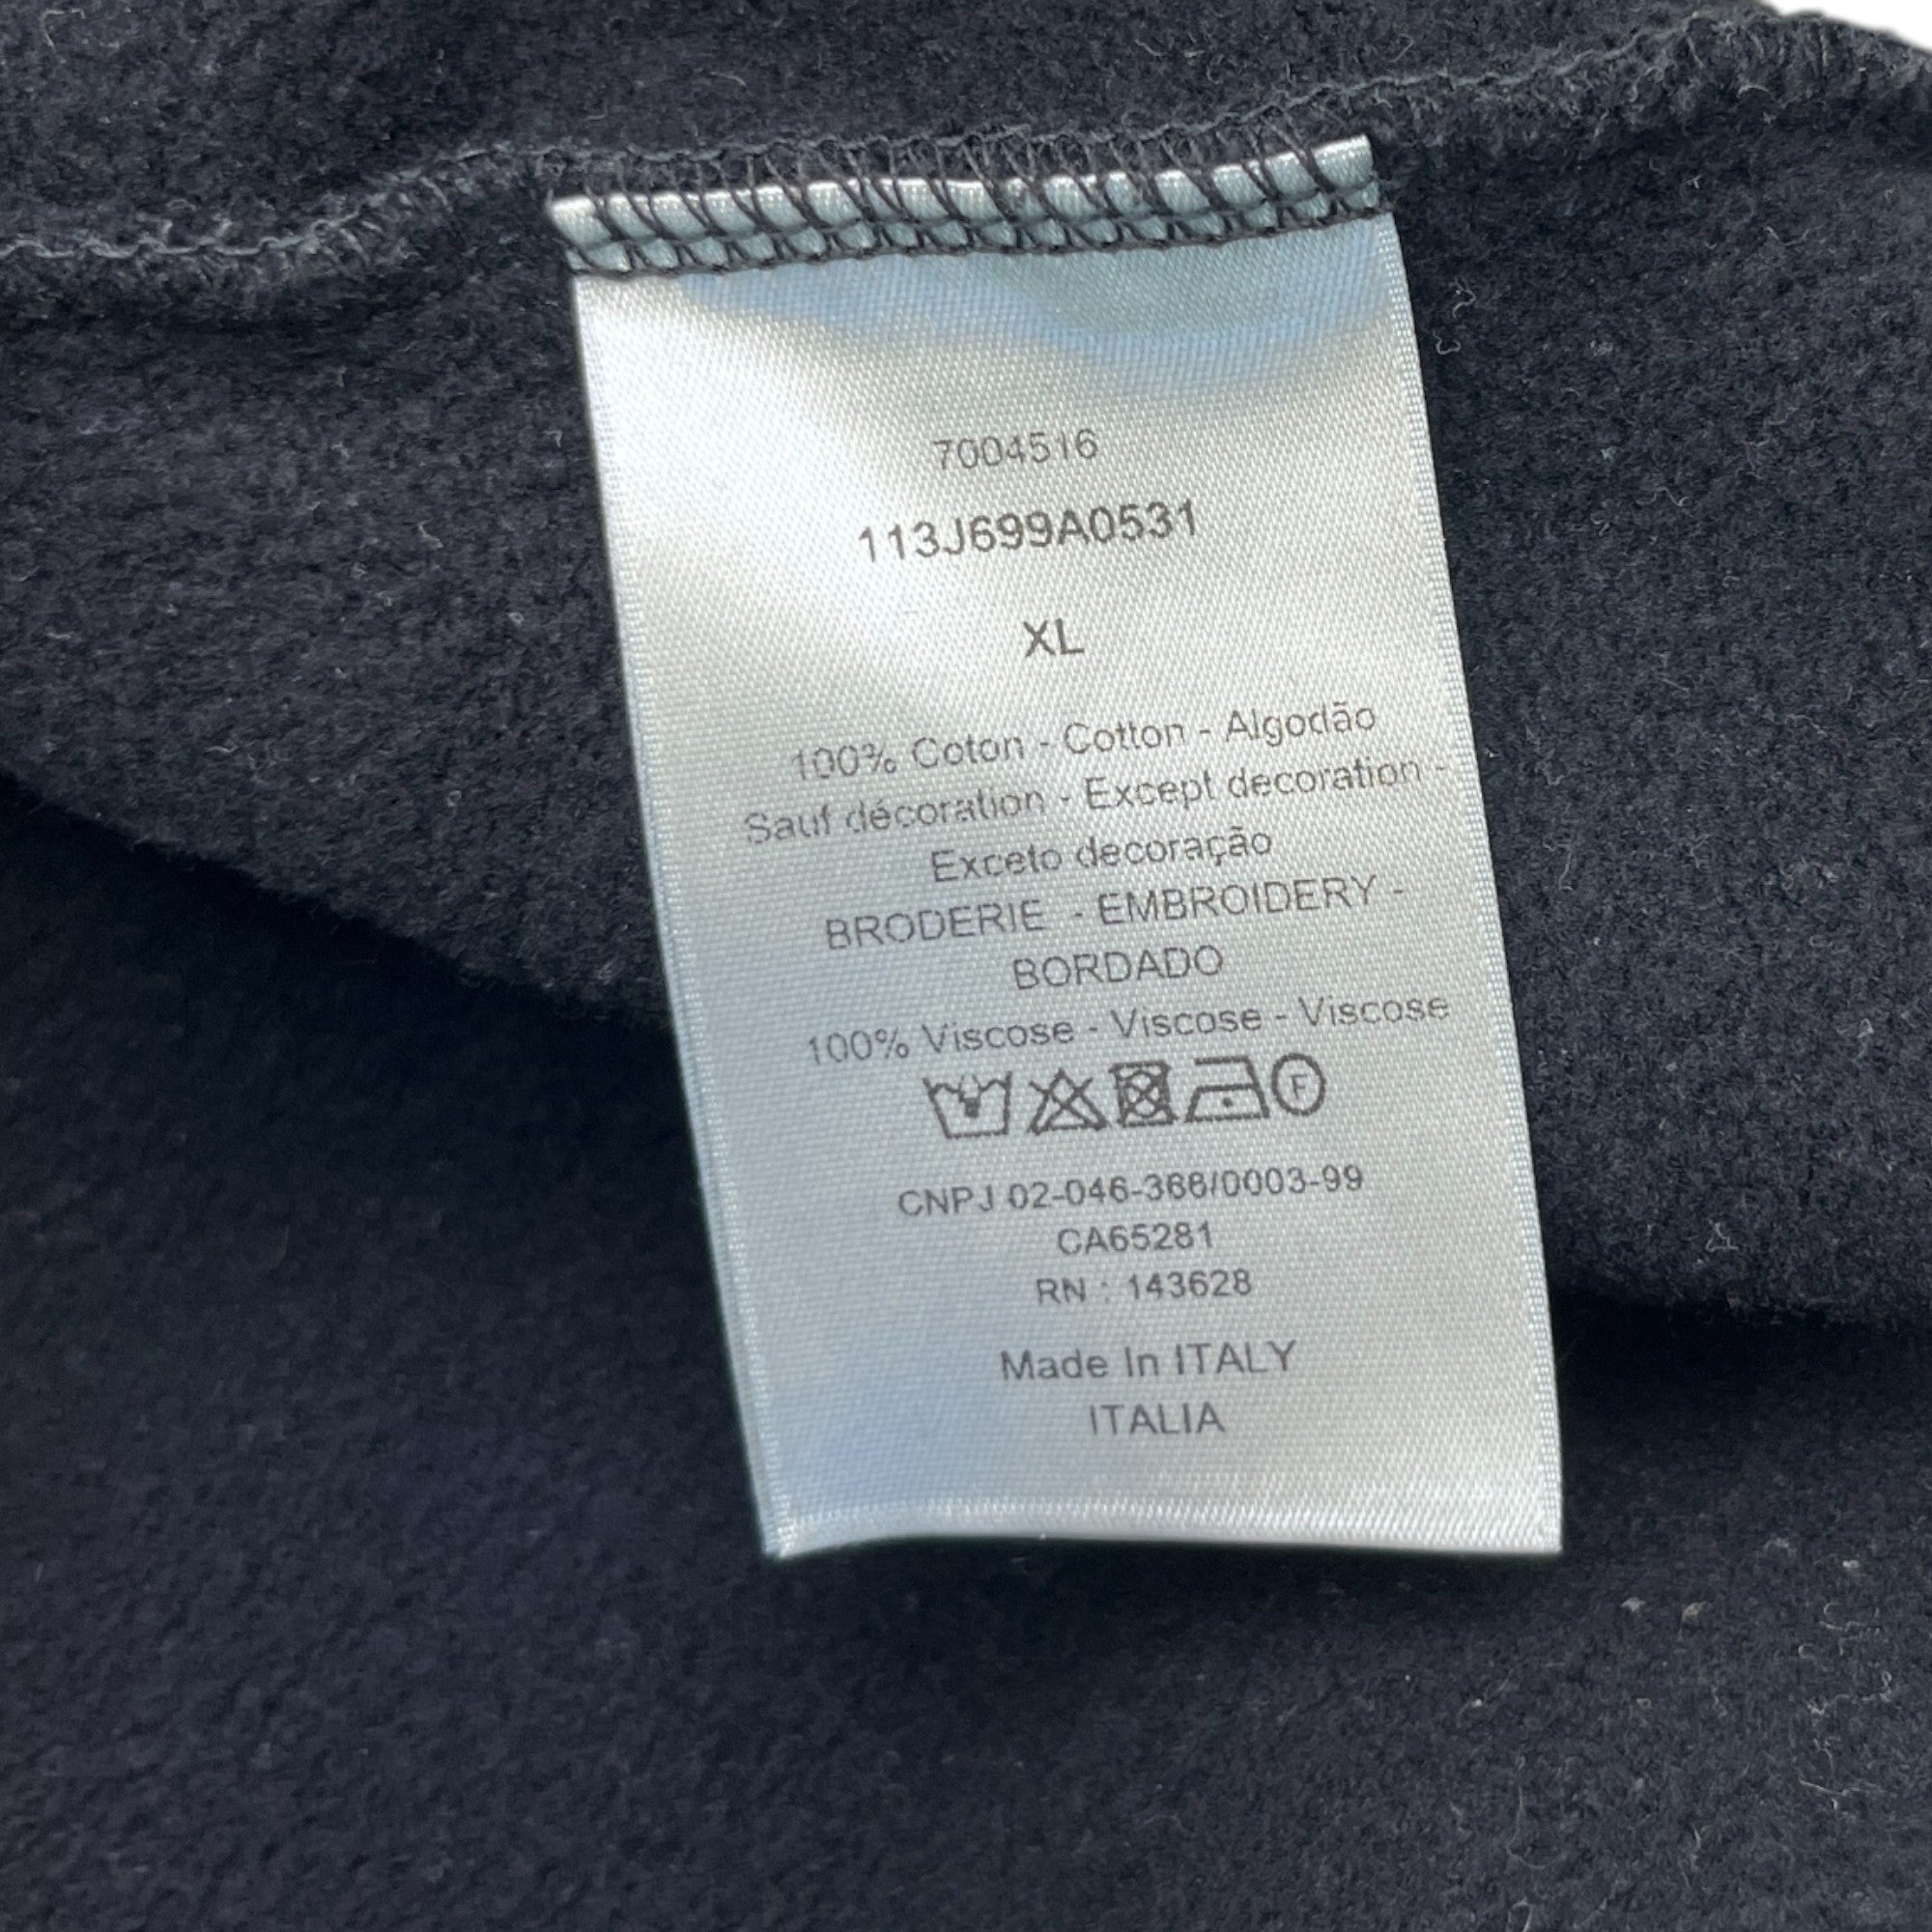 7004516
113J699A0531
XL
100% Coton - Cotton - Algodão
Sauf décoration - Except decoration -
Exceto decoração
BRODERIE - EMBROIDERY -
BORDADO
100% Viscose - Viscose - Viscose
F
CNPJ 02-046-366/0003-99
CA65281
RN : 143628
Made In ITALY
ITALIA